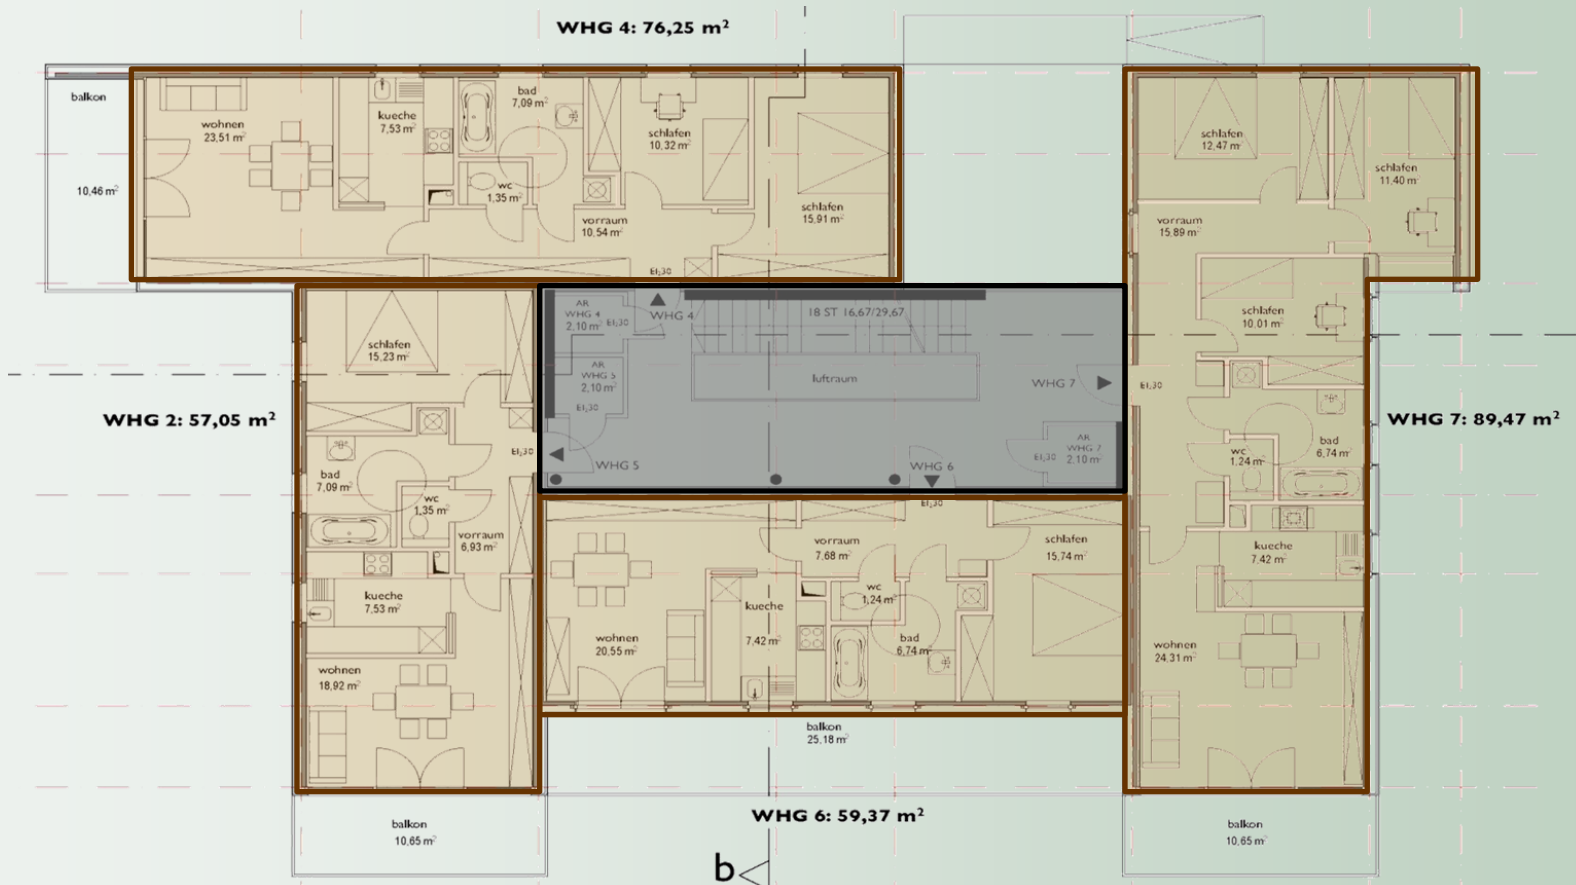 WHG 4: 76,25 m²
balkon
10,46 m²
wohnen
23,51 m²
kueche
7,53 m²
bad
7,09 m²
wc
1,35 m²
schlafen
10,32 m²
vorraum
10,54 m²
schlafen
15,91 m²
EI₂30
schlafen
12,47 m²
schlafen
11,40 m²
vorraum
15,89 m²
schlafen
10,01 m²
EI₂30
wc
1,24 m²
bad
6,74 m²
kueche
7,42 m²
wohnen
24,31 m²
WHG 7: 89,47 m²
balkon
10,65 m²
AR
WHG 4
2,10 m²
EI₂30
WHG 4
18 ST 16,67/29,67
AR
WHG 5
2,10 m²
EI₂30
luftraum
WHG 7
WHG 5
WHG 6
EI₂30
AR
WHG 7
2,10 m²
WHG 2: 57,05 m²
schlafen
15,23 m²
EI₂30
bad
7,09 m²
wc
1,35 m²
vorraum
6,93 m²
kueche
7,53 m²
wohnen
18,92 m²
balkon
10,65 m²
EI₂30
vorraum
7,68 m²
schlafen
15,74 m²
wc
1,24 m²
kueche
7,42 m²
wohnen
20,55 m²
bad
6,74 m²
balkon
25,18 m²
WHG 6: 59,37 m²
b